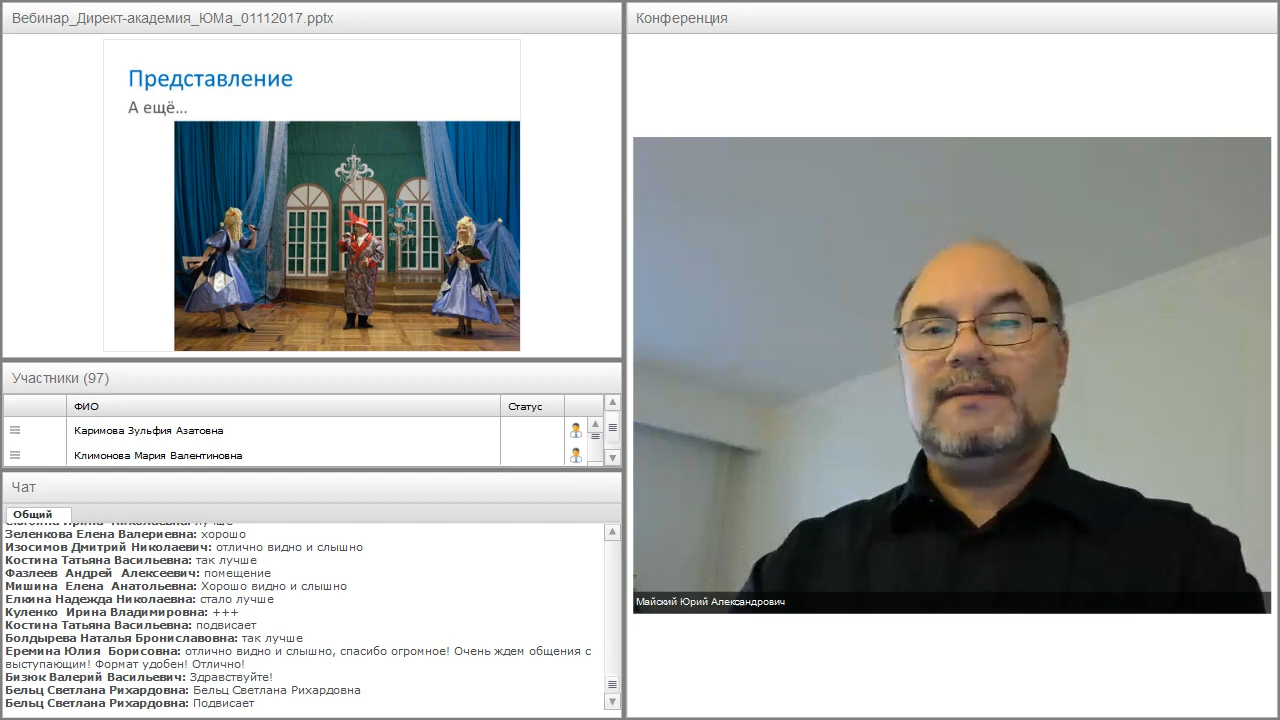 Вебинар_Директ-академия_ЮМа_01112017.pptx
Представление
А ещё...
Участники (97)
ФИО
Статус
Каримова Зульфия Азатовна
Климонова Мария Валентиновна
Чат
Общий
Зеленкова Елена Валериевна: хорошо
Изосимов Дмитрий Николаевич: отлично видно и слышно
Костина Татьяна Васильевна: так лучше
Фазлеев Андрей Алексеевич: помещение
Мишина Елена Анатольевна: Хорошо видно и слышно
Елкина Надежда Николаевна: стало лучше
Куленко Ирина Владимировна: +++
Костина Татьяна Васильевна: подвисает
Болдырева Наталья Брониславовна: так лучше
Еремина Юлия Борисовна: отлично видно и слышно, спасибо огромное! Очень ждем общения с
выступающим! Формат удобен! Отлично!
Бизюк Валерий Васильевич: Здравствуйте!
Бельц Светлана Рихардовна: Бельц Светлана Рихардовна
Бельц Светлана Рихардовна: Подвисает
Конференция
Майский Юрий Александрович